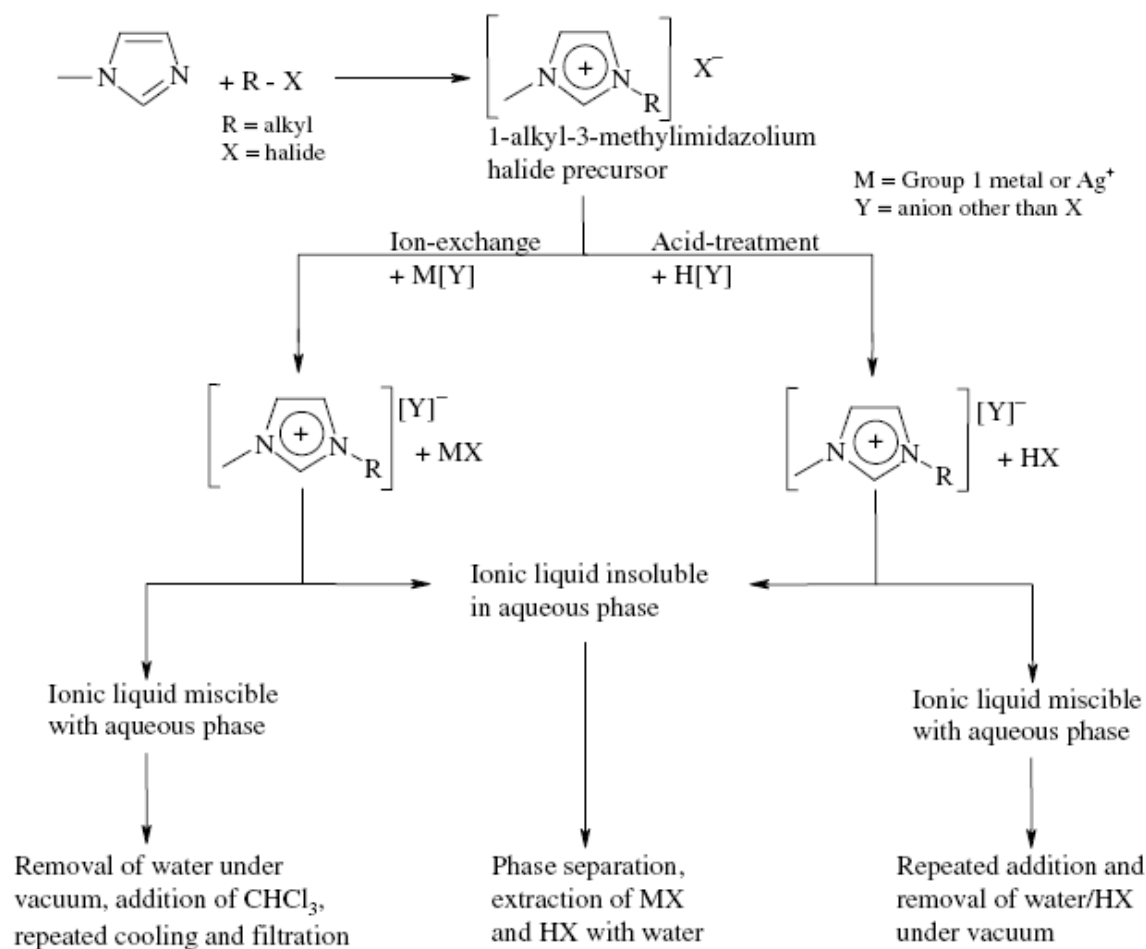 N
N
+ R - X
R = alkyl
X = halide
N
+
N
R
X⁻
1-alkyl-3-methylimidazolium
halide precursor
M = Group 1 metal or Ag⁺
Y = anion other than X
Ion-exchange
+ M[Y]
Acid-treatment
+ H[Y]
N
+
N
R
[Y]⁻
+ MX
N
+
N
R
[Y]⁻
+ HX
Ionic liquid insoluble
in aqueous phase
Ionic liquid miscible
with aqueous phase
Ionic liquid miscible
with aqueous phase
Removal of water under
vacuum, addition of CHCl₃,
repeated cooling and filtration
Phase separation,
extraction of MX
and HX with water
Repeated addition and
removal of water/HX
under vacuum